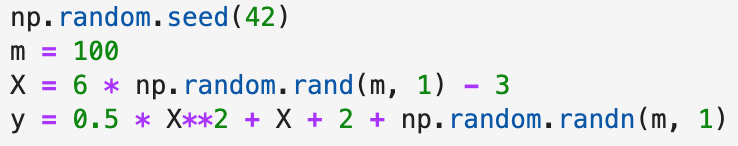 np.random.seed(42)
m = 100
X = 6 * np.random.rand(m, 1) - 3
y = 0.5 * X**2 + X + 2 + np.random.randn(m, 1)